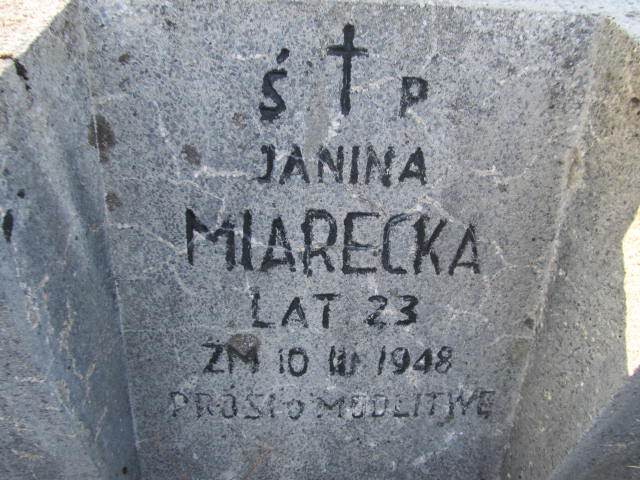 Ś P
JANINA
MIARECKA
LAT 23
ZM 10 III 1948
PROSI O MODLITWĘ